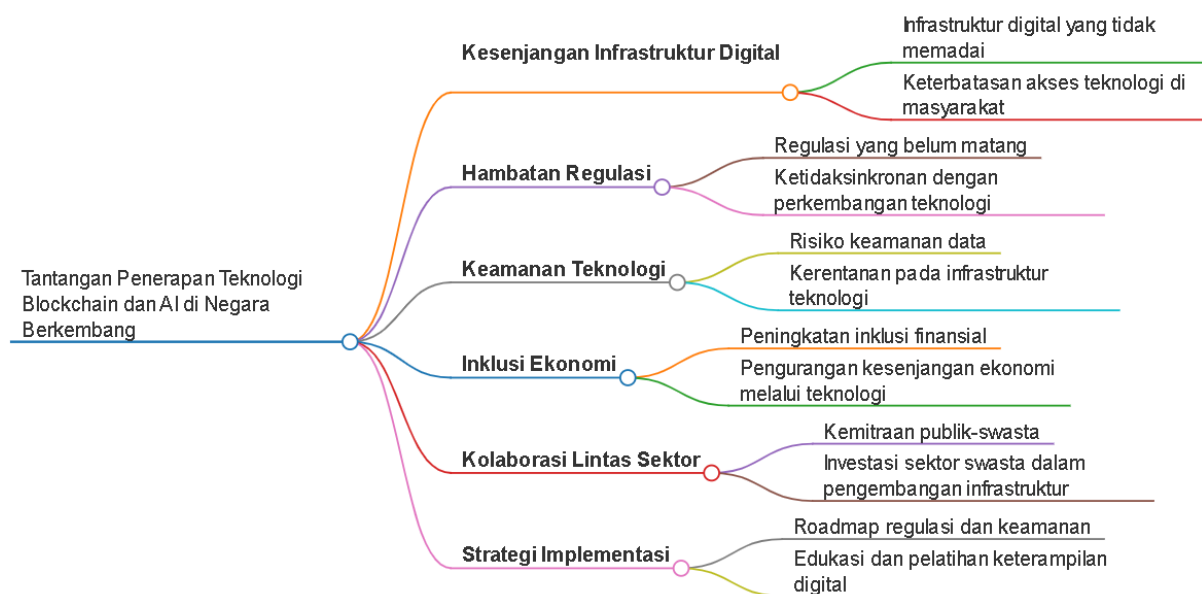 Tantangan Penerapan Teknologi
Blockchain dan AI di Negara
Berkembang
Kesenjangan Infrastruktur Digital
Infrastruktur digital yang tidak
memadai
Keterbatasan akses teknologi di
masyarakat
Hambatan Regulasi
Regulasi yang belum matang
Ketidaksinkronan dengan
perkembangan teknologi
Keamanan Teknologi
Risiko keamanan data
Kerentanan pada infrastruktur
teknologi
Inklusi Ekonomi
Peningkatan inklusi finansial
Pengurangan kesenjangan ekonomi
melalui teknologi
Kolaborasi Lintas Sektor
Kemitraan publik-swasta
Investasi sektor swasta dalam
pengembangan infrastruktur
Strategi Implementasi
Roadmap regulasi dan keamanan
Edukasi dan pelatihan keterampilan
digital